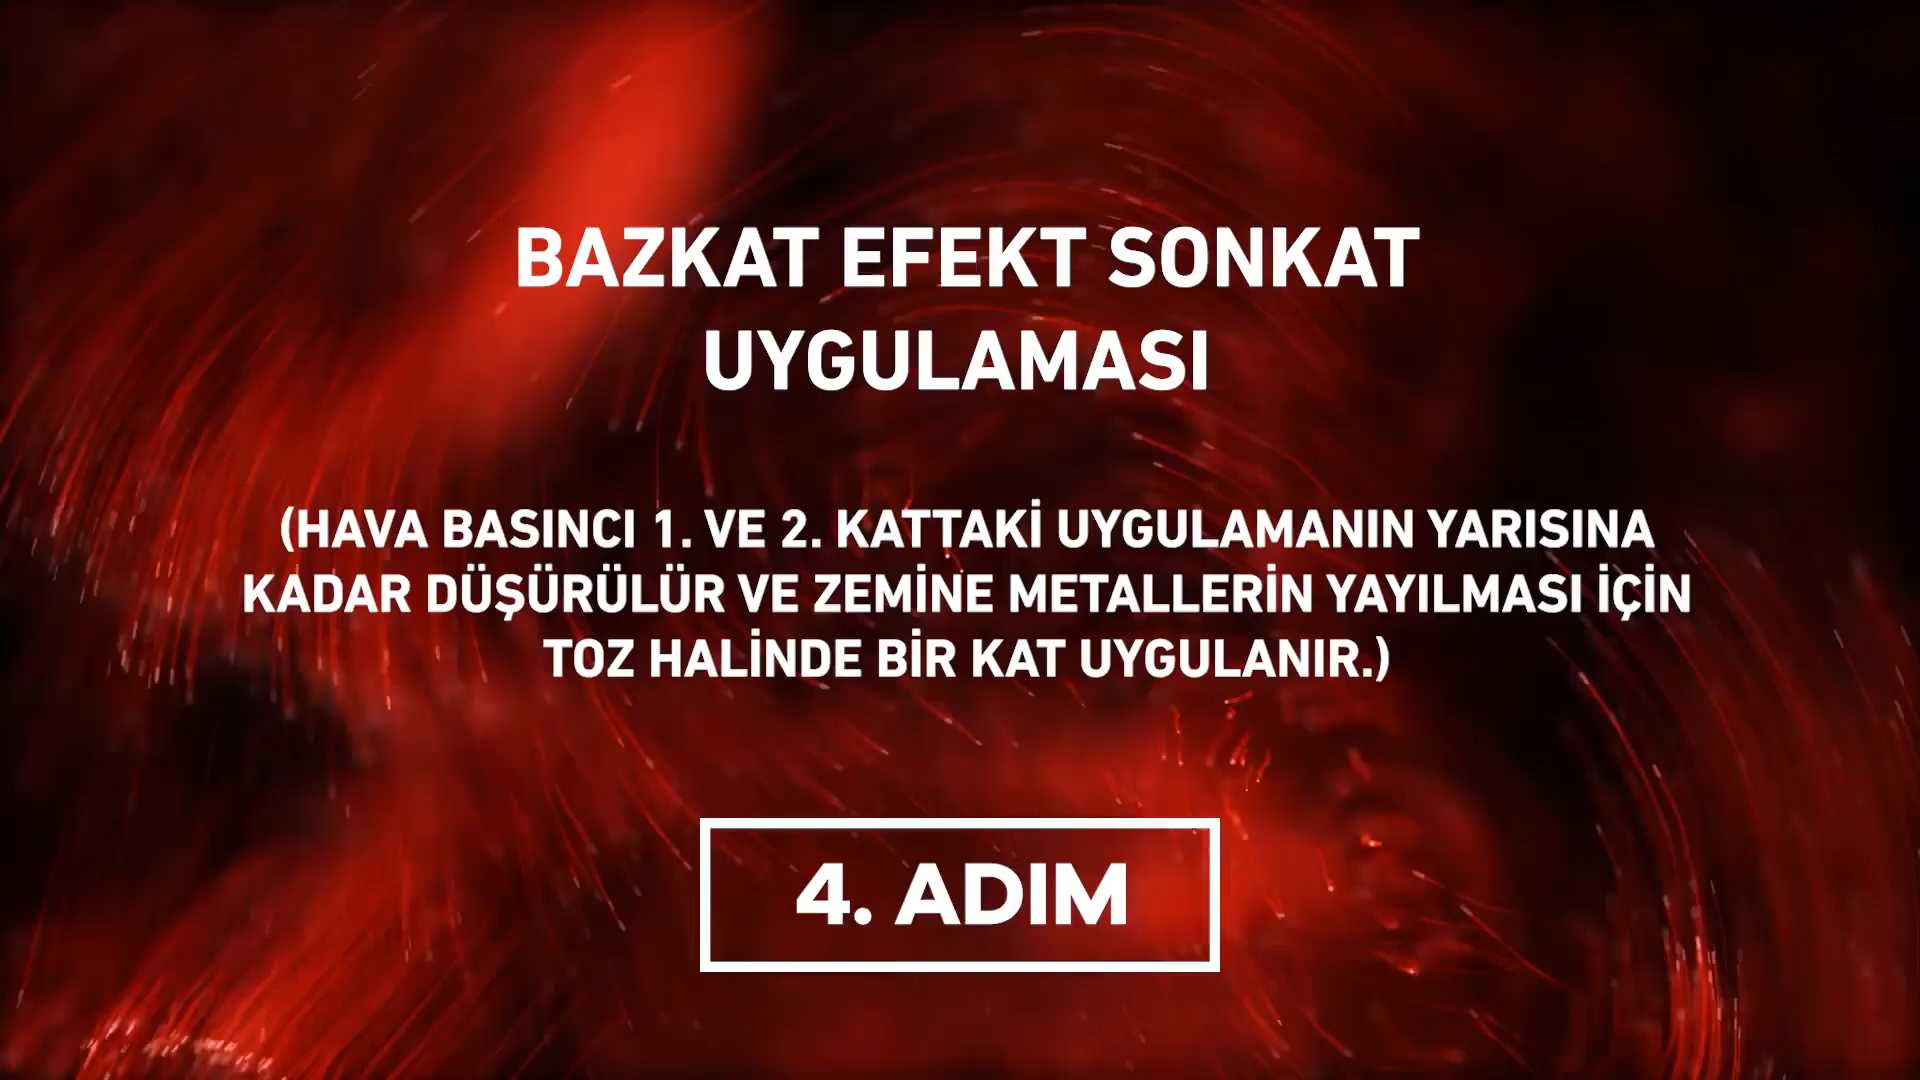 BAZKAT EFEKT SONKAT
UYGULAMASI
(HAVA BASINCI 1. VE 2. KATTAKİ UYGULAMANIN YARISINA
KADAR DÜŞÜRÜLÜR VE ZEMİNE METALLERİN YAYILMASI İÇİN
TOZ HALİNDE BİR KAT UYGULANIR.)
4. ADIM